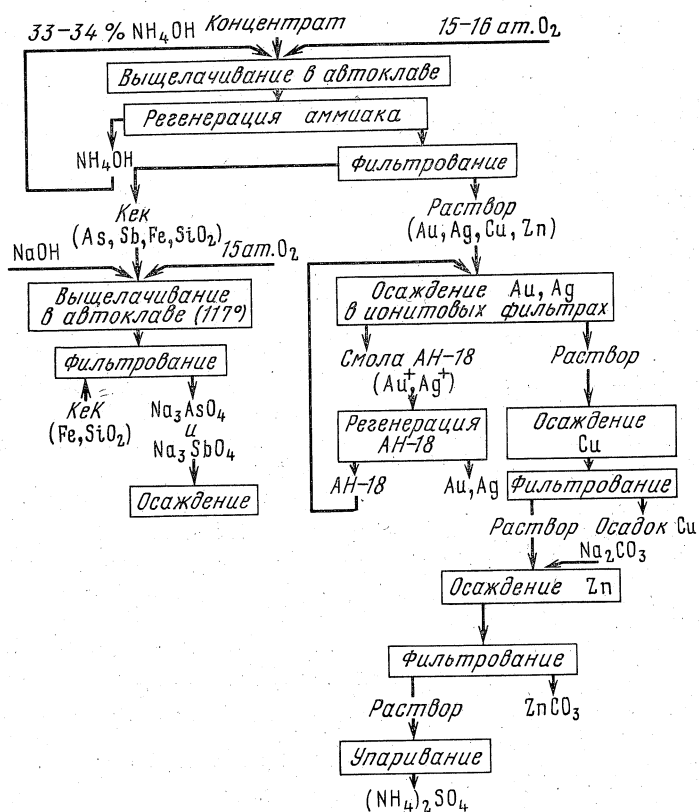 33–34 % NH₄OH Концентрат 15–16 ат. O₂
Выщелачивание в автоклаве
Регенерация аммиака
NH₄OH
Фильтрование
Кек
(As, Sb, Fe, SiO₂)
Раствор
(Au, Ag, Cu, Zn)
NaOH
15ат. O₂
Выщелачивание
в автоклаве (117°)
Фильтрование
КеК
(Fe, SiO₂)
Na₃AsO₄
и
Na₃SbO₄
Осаждение
Осаждение Au, Ag
в ионитовых фильтрах
Смола АН–18
(Au⁺, Ag⁺)
Раствор
Регенерация
АН–18
АН–18
Au, Ag
Осаждение
Cu
Фильтрование
Раствор
Осадок Cu
Na₂CO₃
Осаждение Zn
Фильтрование
Раствор
ZnCO₃
Упаривание
(NH₄)₂SO₄